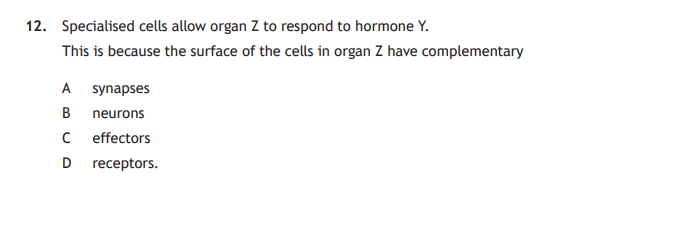 12. Specialised cells allow organ Z to respond to hormone Y.
This is because the surface of the cells in organ Z have complementary
A synapses
B neurons
C effectors
D receptors.